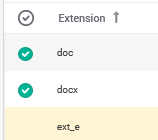 Extension ↑
doc
docx
ext_e